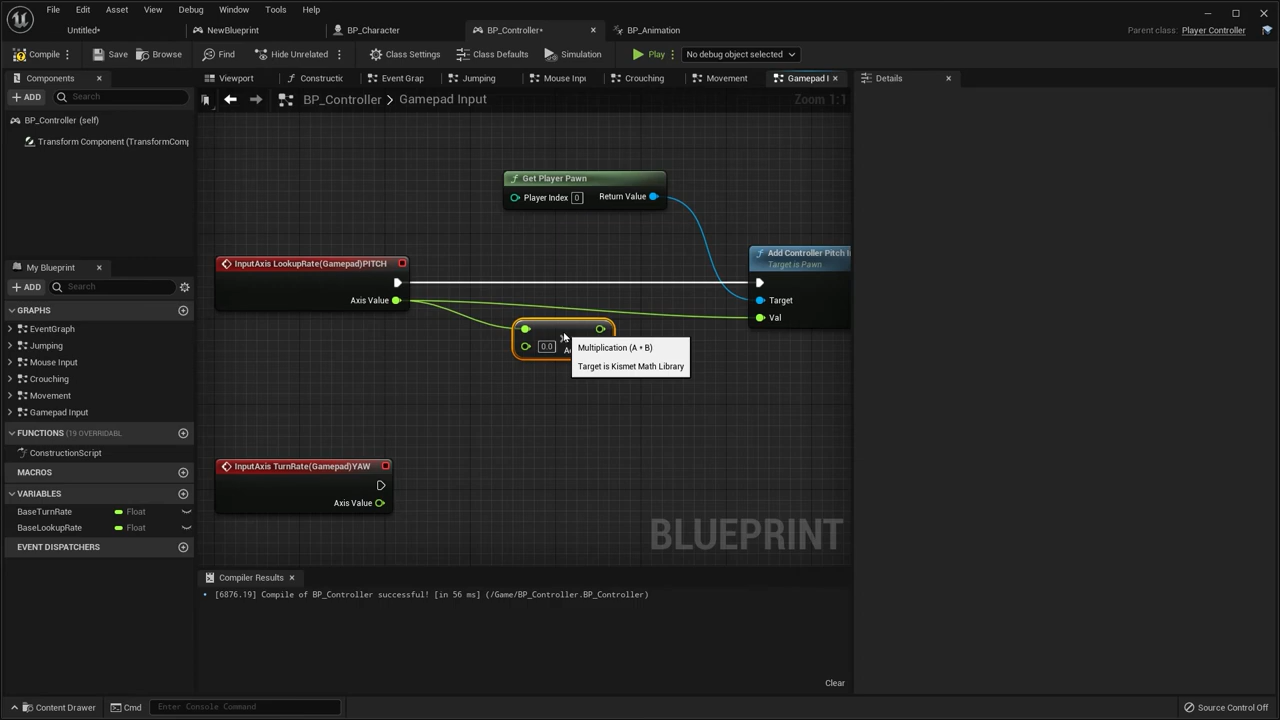 File Edit Asset View Debug Window Tools Help
Untitled* NewBlueprint BP_Character BP_Controller* BP_Animation
Parent class: Player Controller
Compile Save Browse Find Hide Unrelated Class Settings Class Defaults Simulation Play No debug object selected
Components
Viewport Constructic Event Grap Jumping Mouse Inpu Crouching Movement Gamepad I Details
ADD Search
BP_Controller > Gamepad Input Zoom 1:1
BP_Controller (self)
Transform Component (TransformComp
Get Player Pawn
Player Index 0 Return Value
InputAxis LookupRate(Gamepad)PITCH
Axis Value
Add Controller Pitch In
Target is Pawn
Target
Val
0.0
Multiplication (A * B)
Target is Kismet Math Library
InputAxis TurnRate(Gamepad)YAW
Axis Value
BLUEPRINT
My Blueprint
ADD Search
GRAPHS
EventGraph
Jumping
Mouse Input
Crouching
Movement
Gamepad Input
FUNCTIONS (19 OVERRIDABL
ConstructionScript
MACROS
VARIABLES
BaseTurnRate Float
BaseLookupRate Float
EVENT DISPATCHERS
Compiler Results
[6876.19] Compile of BP_Controller successful! [in 56 ms] (/Game/BP_Controller.BP_Controller)
Clear
Content Drawer Cmd Enter Console Command Source Control Off